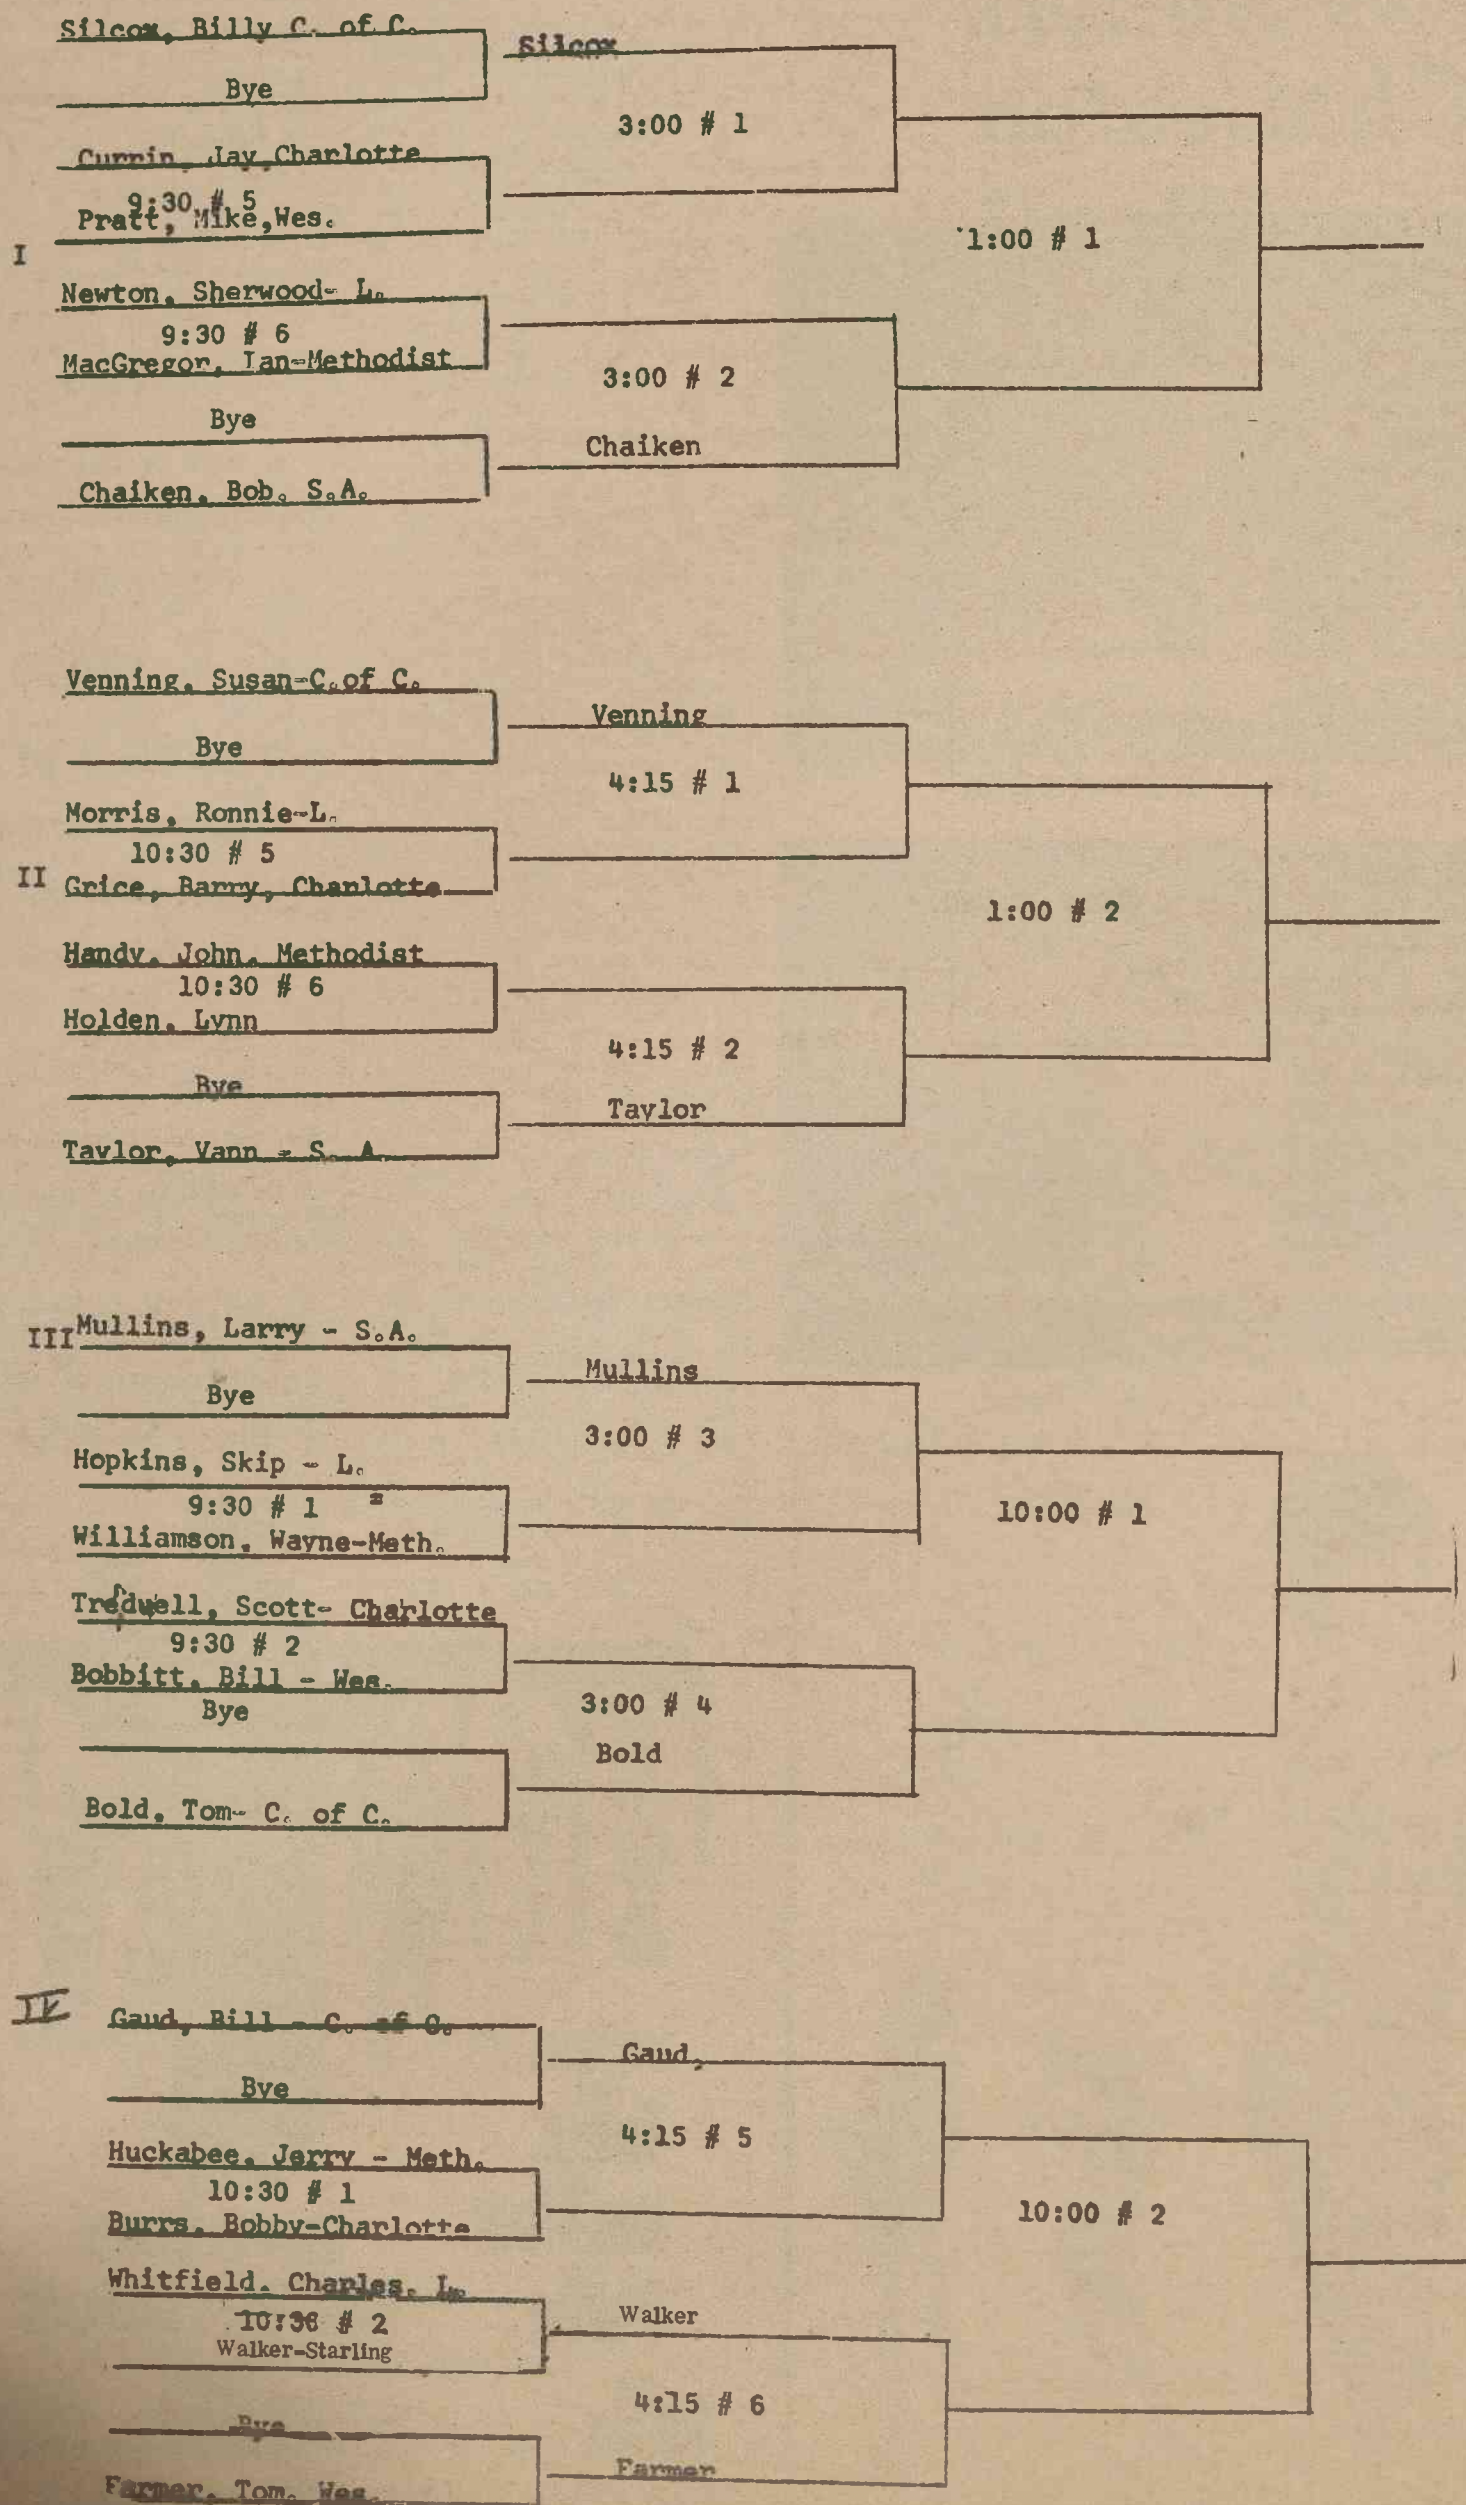 Silcox, Billy C. of C.
Silcox
Bye
3:00 # 1
Currin, Jay, Charlotte
9:30 # 5
Pratt, Mike, Wes.
1:00 # 1
I
Newton, Sherwood- L.
9:30 # 6
MacGregor, Ian-Methodist
3:00 # 2
Bye
Chaiken
Chaiken, Bob. S.A.
Venning, Susan-C.of C.
Venning
Bye
4:15 # 1
Morris, Ronnie-L.
10:30 # 5
II
Grice, Barry, Charlotte
1:00 # 2
Handy, John, Methodist
10:30 # 6
Holden, Lynn
4:15 # 2
Bye
Taylor
Taylor, Vann - S. A.
III Mullins, Larry - S.A.
Mullins
Bye
3:00 # 3
Hopkins, Skip - L.
9:30 # 1
10:00 # 1
Williamson, Wayne-Meth.
Scott- Charlotte
9:30 # 2
Bobbitt, Bill - Wes.
Bye
3:00 # 4
Bold
Bold, Tom- C. of C.
IV
Gaud, Bill - C. of C.
Gaud,
Bye
4:15 # 5
Huckabee, Jerry - Meth.
10:30 # 1
10:00 # 2
Burrs, Bobby-Charlotte
Whitfield, Charles, L.
Walker
10:30 # 2
Walker-Starling
4:15 # 6
Bye
Farmer
Farmer, Tom, Wes.